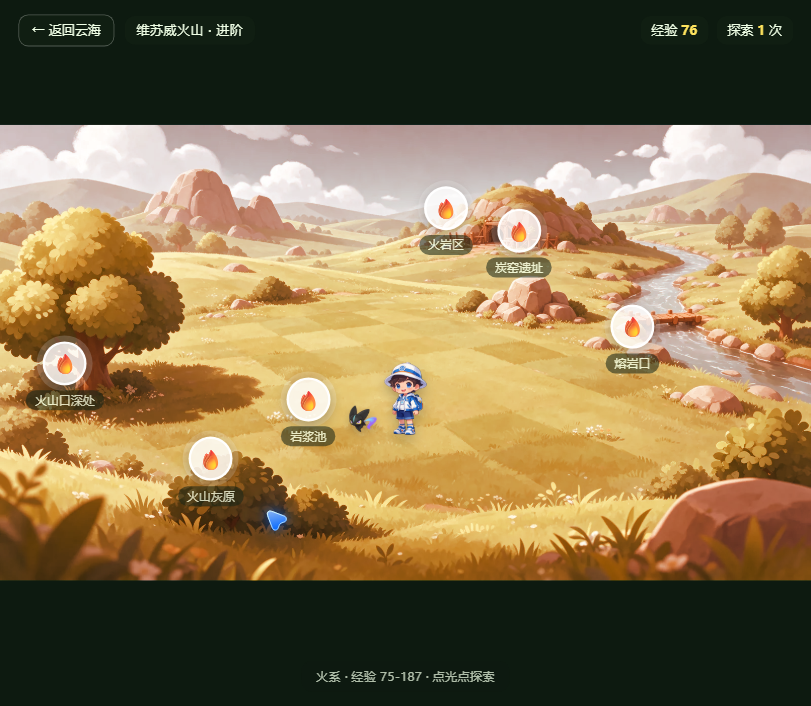 ← 返回云海
维苏威火山 · 进阶
经验 76
探索 1 次
火岩区
炭窑遗址
熔岩口
火山口深处
岩浆池
火山灰原
火系 · 经验 75-187 · 点光点探索